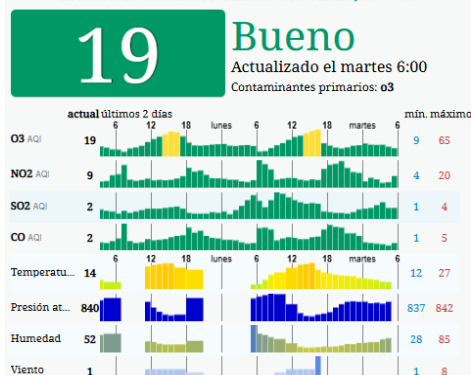 19
Bueno
Actualizado el martes 6:00
Contaminantes primarios: o3
actual últimos 2 días mín. máximo
6 12 18 lunes 6 12 18 martes 6
O3 AQI 19 9 65
NO2 AQI 9 4 20
SO2 AQI 2 1 4
CO AQI 2 1 5
6 12 18 lunes 6 12 18 martes 6
Temperatu... 14 12 27
Presión at... 840 837 842
Humedad 52 28 85
Viento 1 1 8